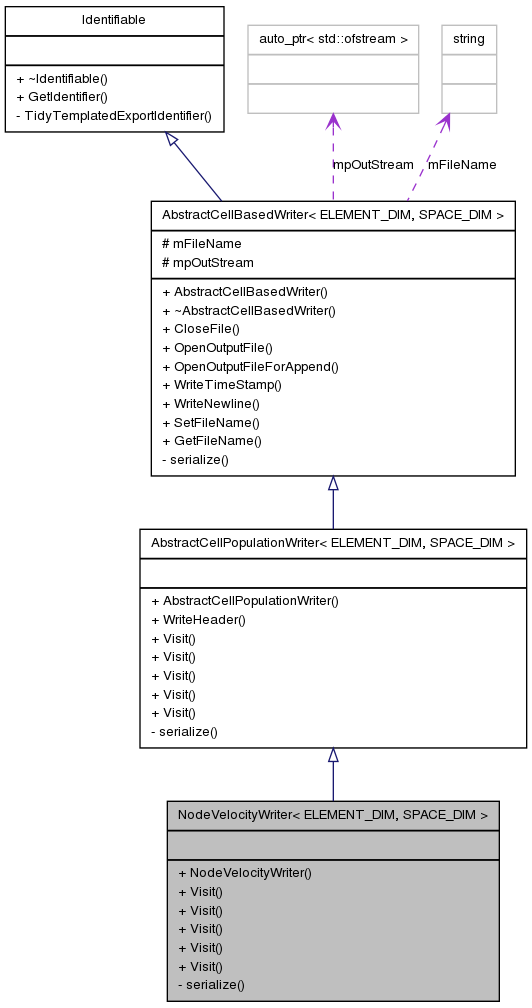 Identifiable
+ ~Identifiable()
+ GetIdentifier()
- TidyTemplatedExportIdentifier()
auto_ptr< std::ofstream >
string
mpOutStream
mFileName
AbstractCellBasedWriter< ELEMENT_DIM, SPACE_DIM >
# mFileName
# mpOutStream
+ AbstractCellBasedWriter()
+ ~AbstractCellBasedWriter()
+ CloseFile()
+ OpenOutputFile()
+ OpenOutputFileForAppend()
+ WriteTimeStamp()
+ WriteNewline()
+ SetFileName()
+ GetFileName()
- serialize()
AbstractCellPopulationWriter< ELEMENT_DIM, SPACE_DIM >
+ AbstractCellPopulationWriter()
+ WriteHeader()
+ Visit()
+ Visit()
+ Visit()
+ Visit()
+ Visit()
- serialize()
NodeVelocityWriter< ELEMENT_DIM, SPACE_DIM >
+ NodeVelocityWriter()
+ Visit()
+ Visit()
+ Visit()
+ Visit()
+ Visit()
- serialize()